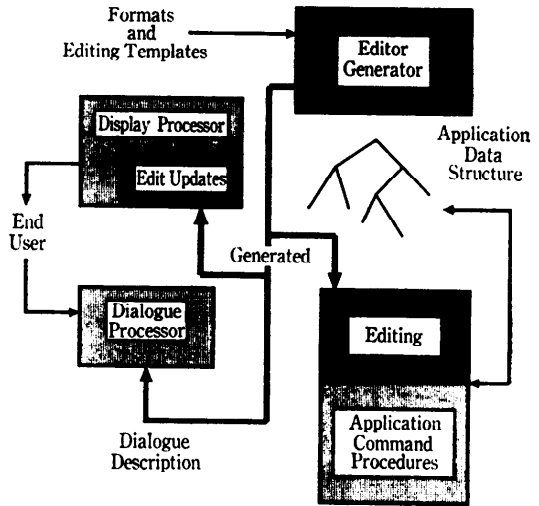 Formats
and
Editing Templates
Editor
Generator
Display Processor
Edit Updates
Application
Data
Structure
End
User
Generated
Dialogue
Processor
Editing
Application
Command
Procedures
Dialogue
Description